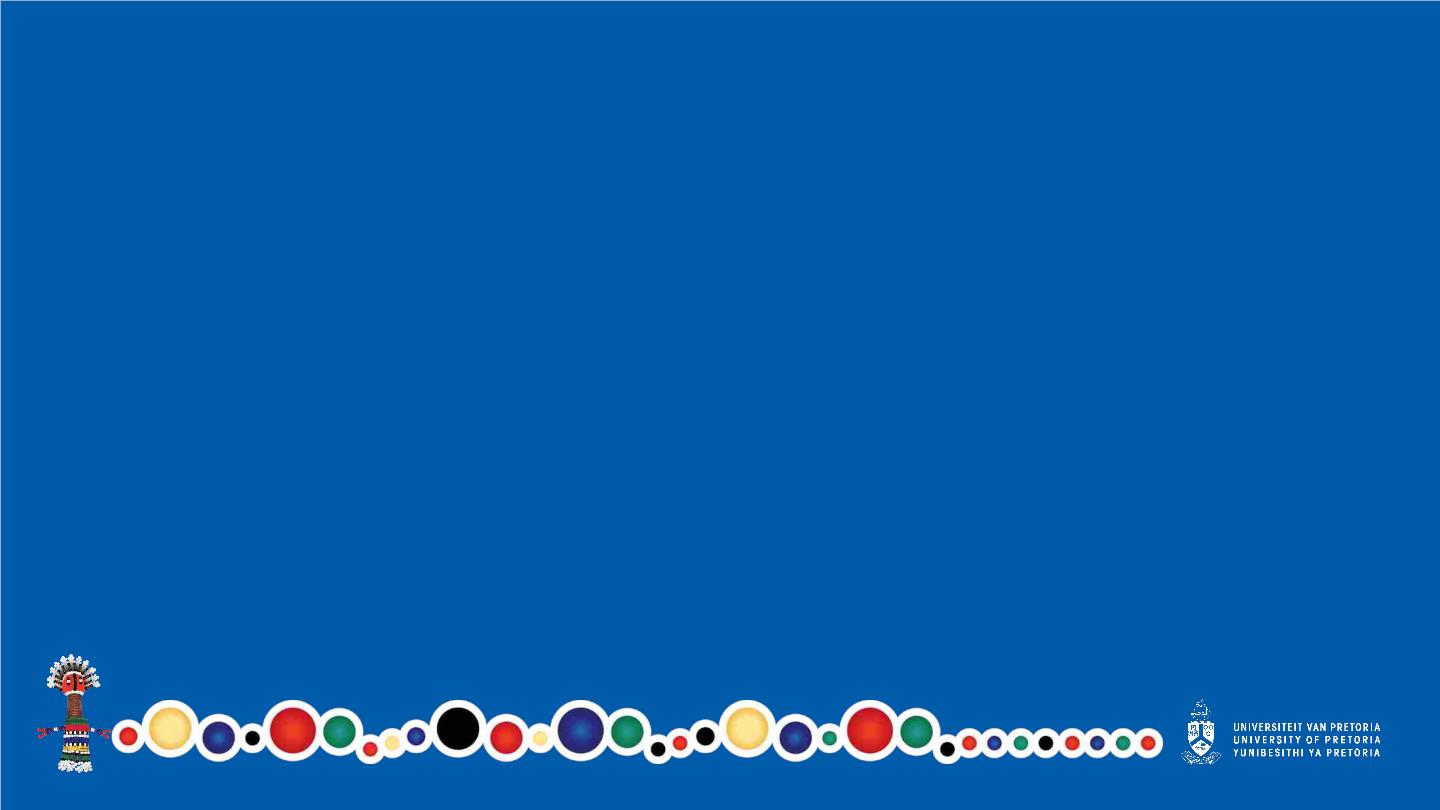 UNIVERSITEIT VAN PRETORIA
UNIVERSITY OF PRETORIA
YUNIBESITHI YA PRETORIA